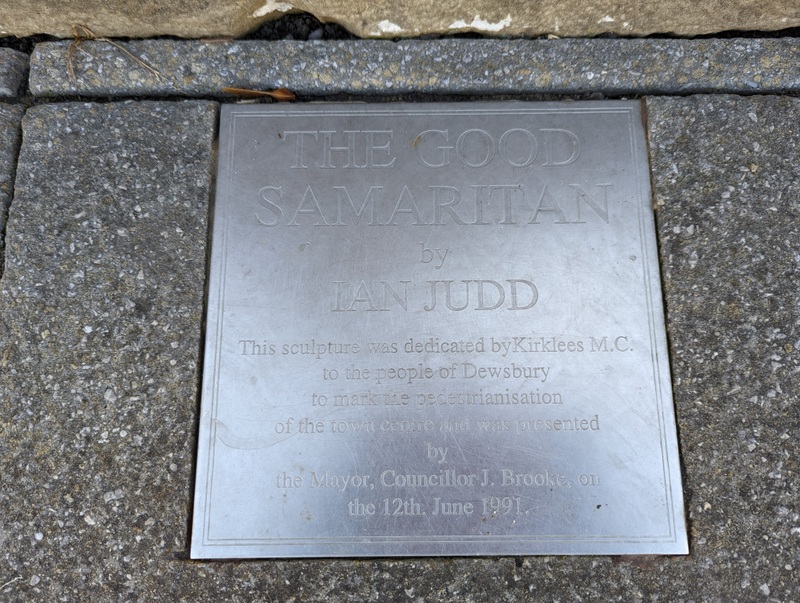 THE GOOD
SAMARITAN
by
IAN JUDD
This sculpture was dedicated byKirklees M.C.
to the people of Dewsbury
to mark the pedestrianisation
of the town centre and was presented
by
the Mayor, Councillor J. Brooke, on
the 12th. June 1991.